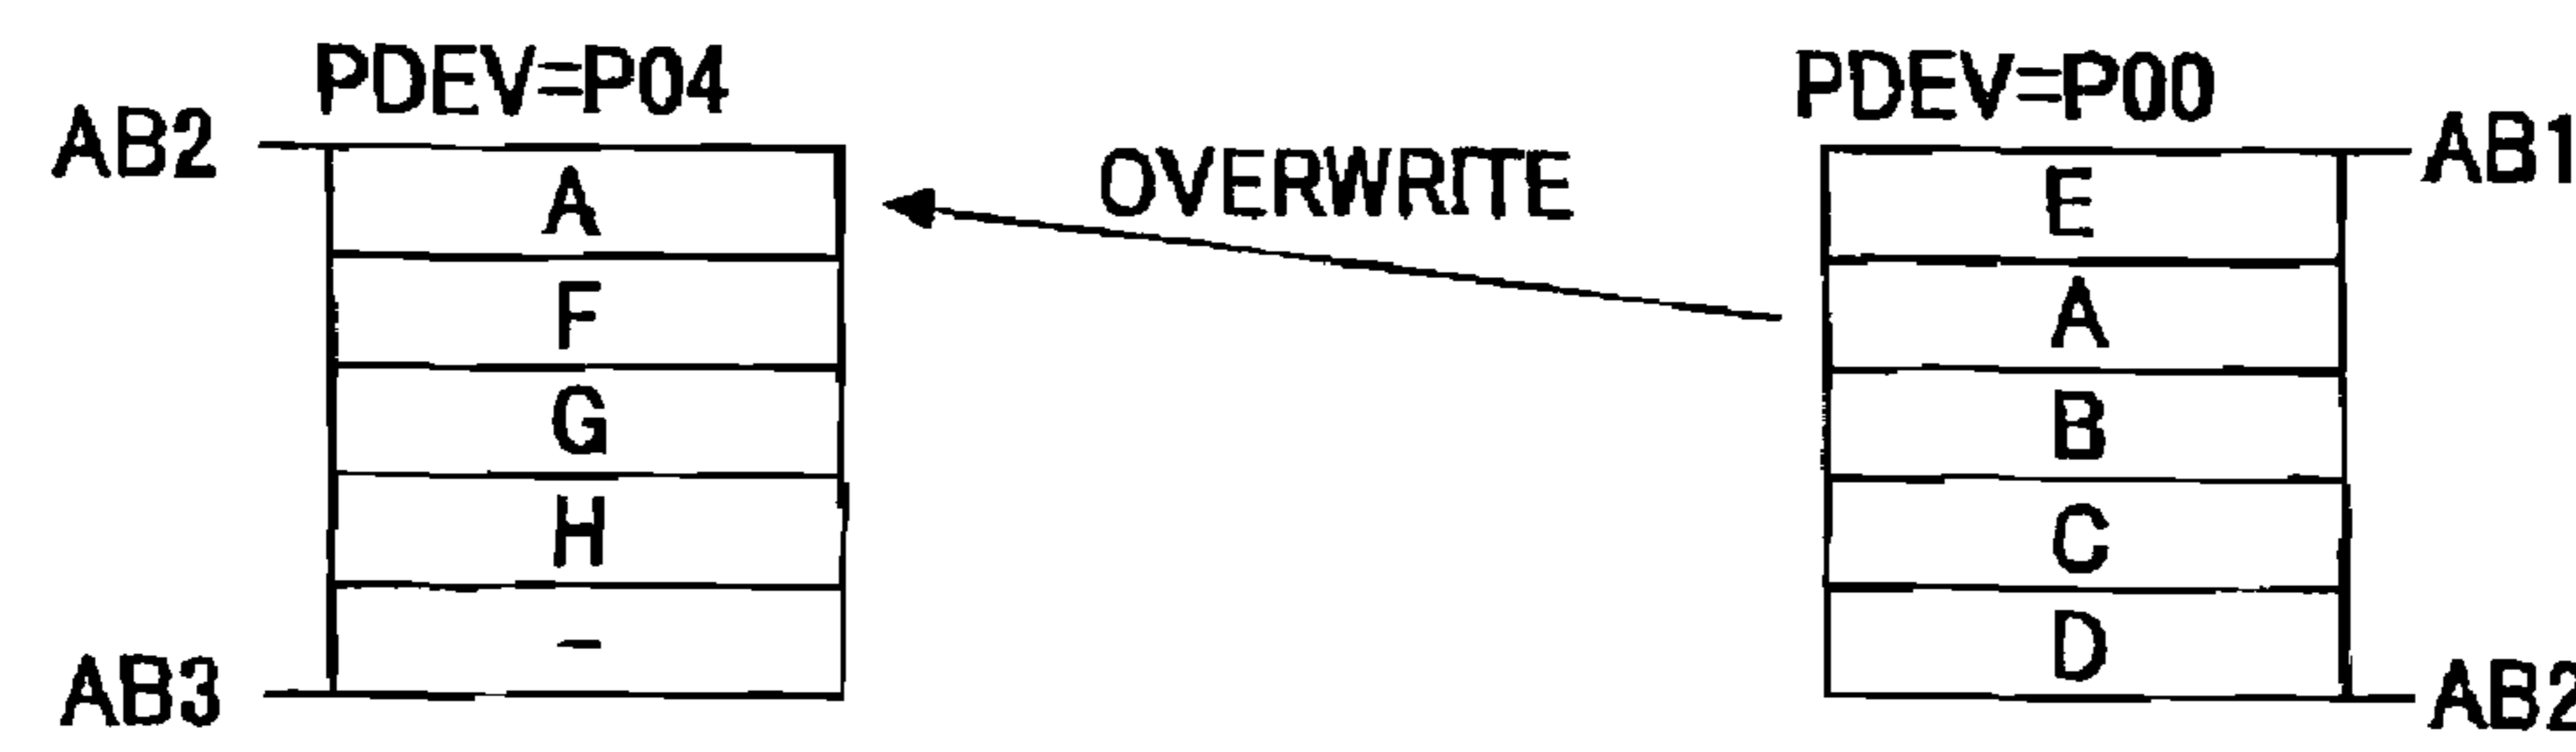 PDEV=P04
AB2
A
F
G
H
–
AB3
OVERWRITE
PDEV=P00
AB1
E
A
B
C
D
AB2